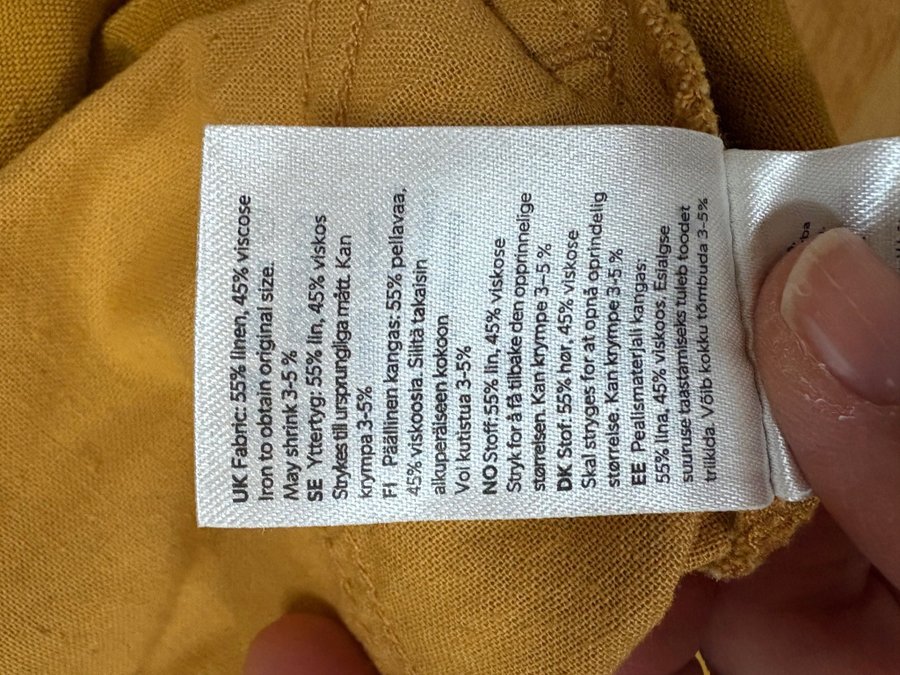 UK Fabric: 55% linen, 45% viscose
Iron to obtain original size.
May shrink 3-5 %
SE Yttertyg: 55% lin, 45% viskos
Strykes till ursprungliga mått. Kan
krympa 3-5%
FI Päällinen kangas: 55% pellavaa,
45% viskoosia. Silitä takaisin
alkuperäiseen kokoon
Voi kutistua 3-5%
NO Stoff: 55% lin, 45% viskose
Stryk for å få tilbake den opprinnelige
størrelsen. Kan krympe 3-5 %
DK Stof: 55% hør, 45% viskose
Skal stryges for at opnå oprindelig
størrelse. Kan krympe 3-5 %
EE Pealismaterjali kangas:
55% lina, 45% viskoos. Esialgse
suuruse taastamiseks tuleb toodet
triikida. Võib kokku tõmbuda 3-5%